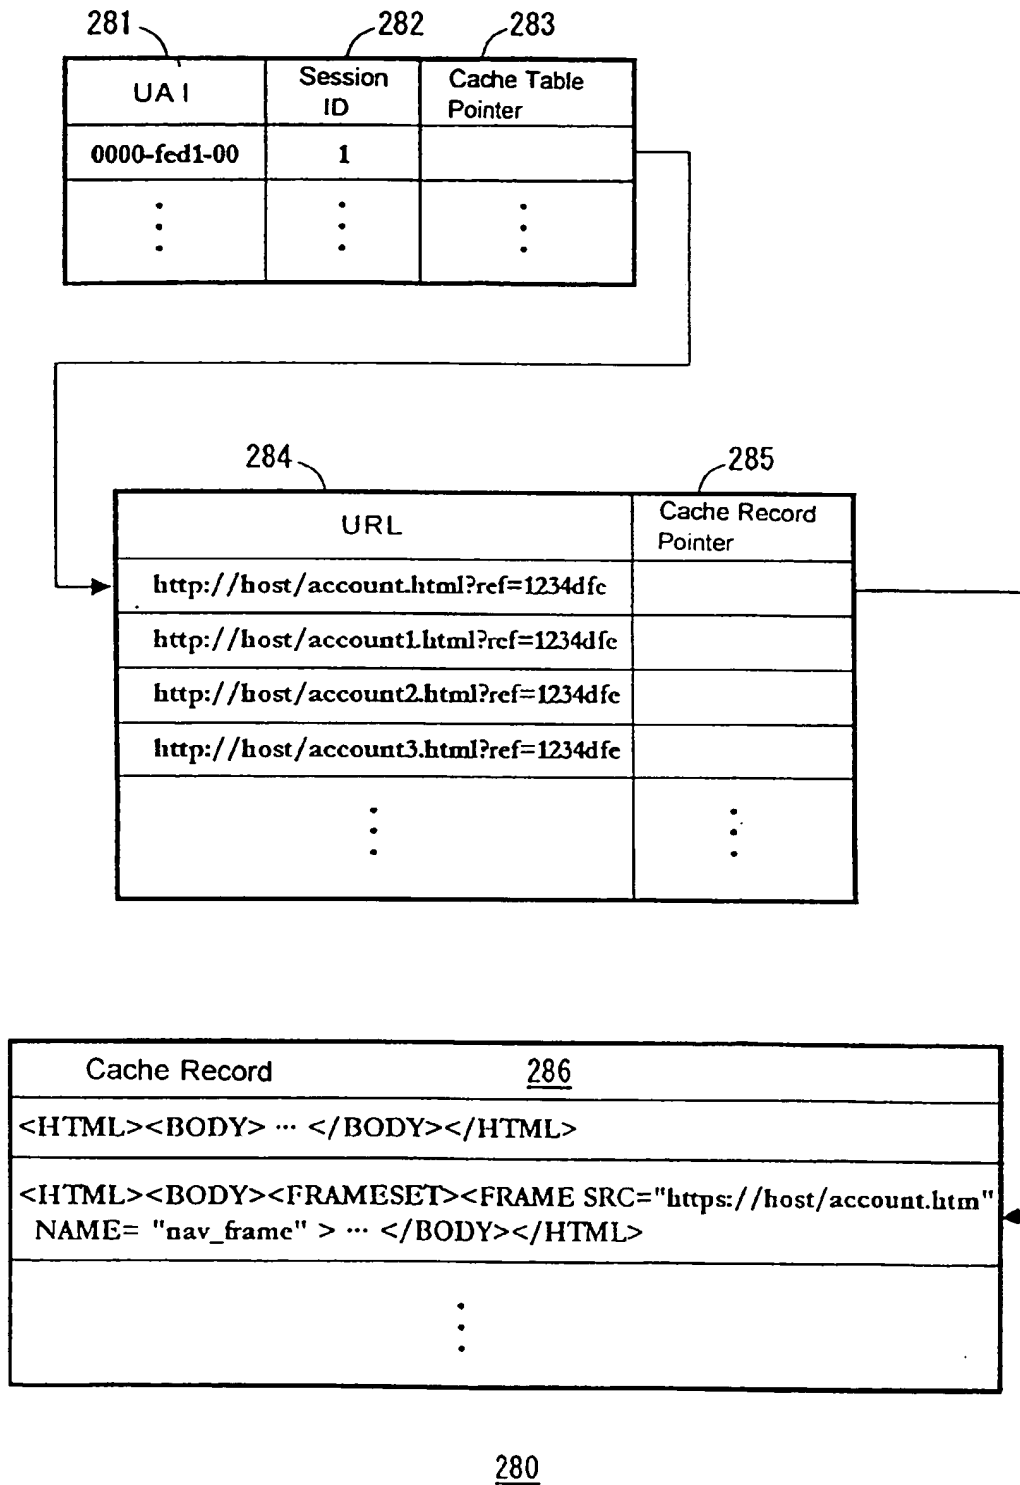 281 282 283
UAI Session ID Cache Table Pointer
0000-fed1-00 1
284 285
URL Cache Record Pointer
http://host/account.html?ref=1234dfe
http://host/account1.html?ref=1234dfe
http://host/account2.html?ref=1234dfe
http://host/account3.html?ref=1234dfe
Cache Record 286
<HTML><BODY> ... </BODY></HTML>
<HTML><BODY><FRAMESET><FRAME SRC="https://host/account.htm"
NAME= "nav_frame" > ... </BODY></HTML>
280